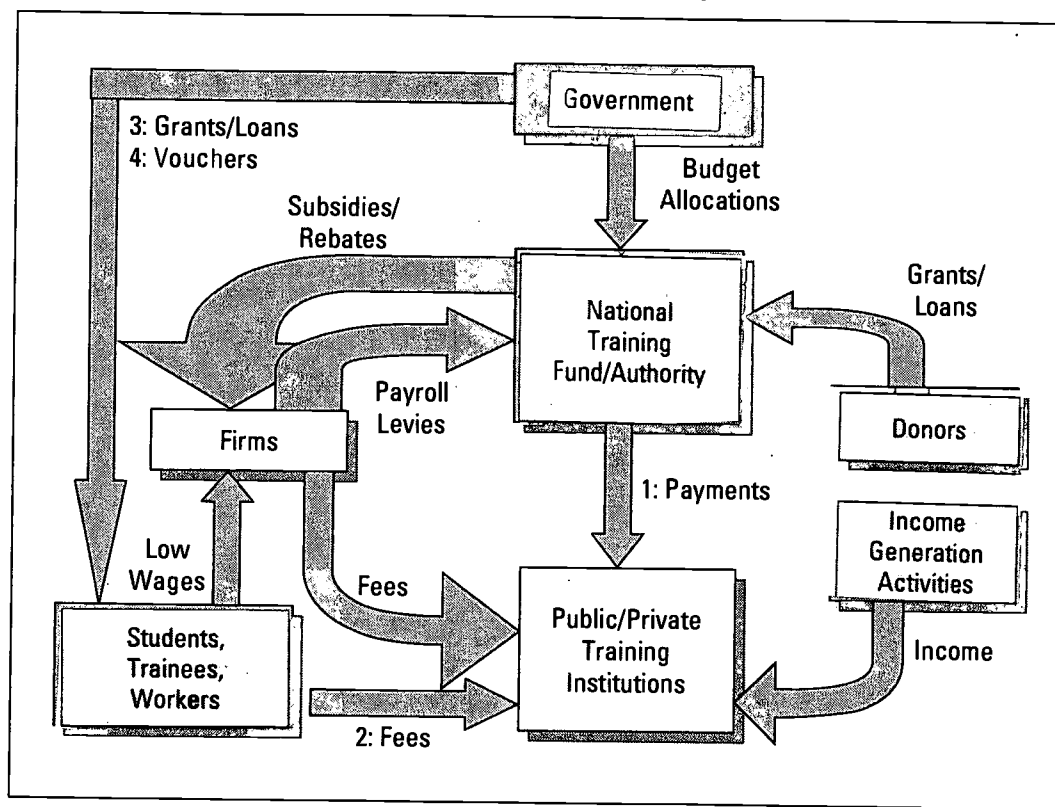 Government
3: Grants/Loans
4: Vouchers
Budget
Allocations
Subsidies/
Rebates
Grants/
Loans
National
Training
Fund/Authority
Payroll
Levies
Firms
Donors
1: Payments
Income
Generation
Activities
Low
Wages
Fees
Public/Private
Training
Institutions
Students,
Trainees,
Workers
Income
2: Fees